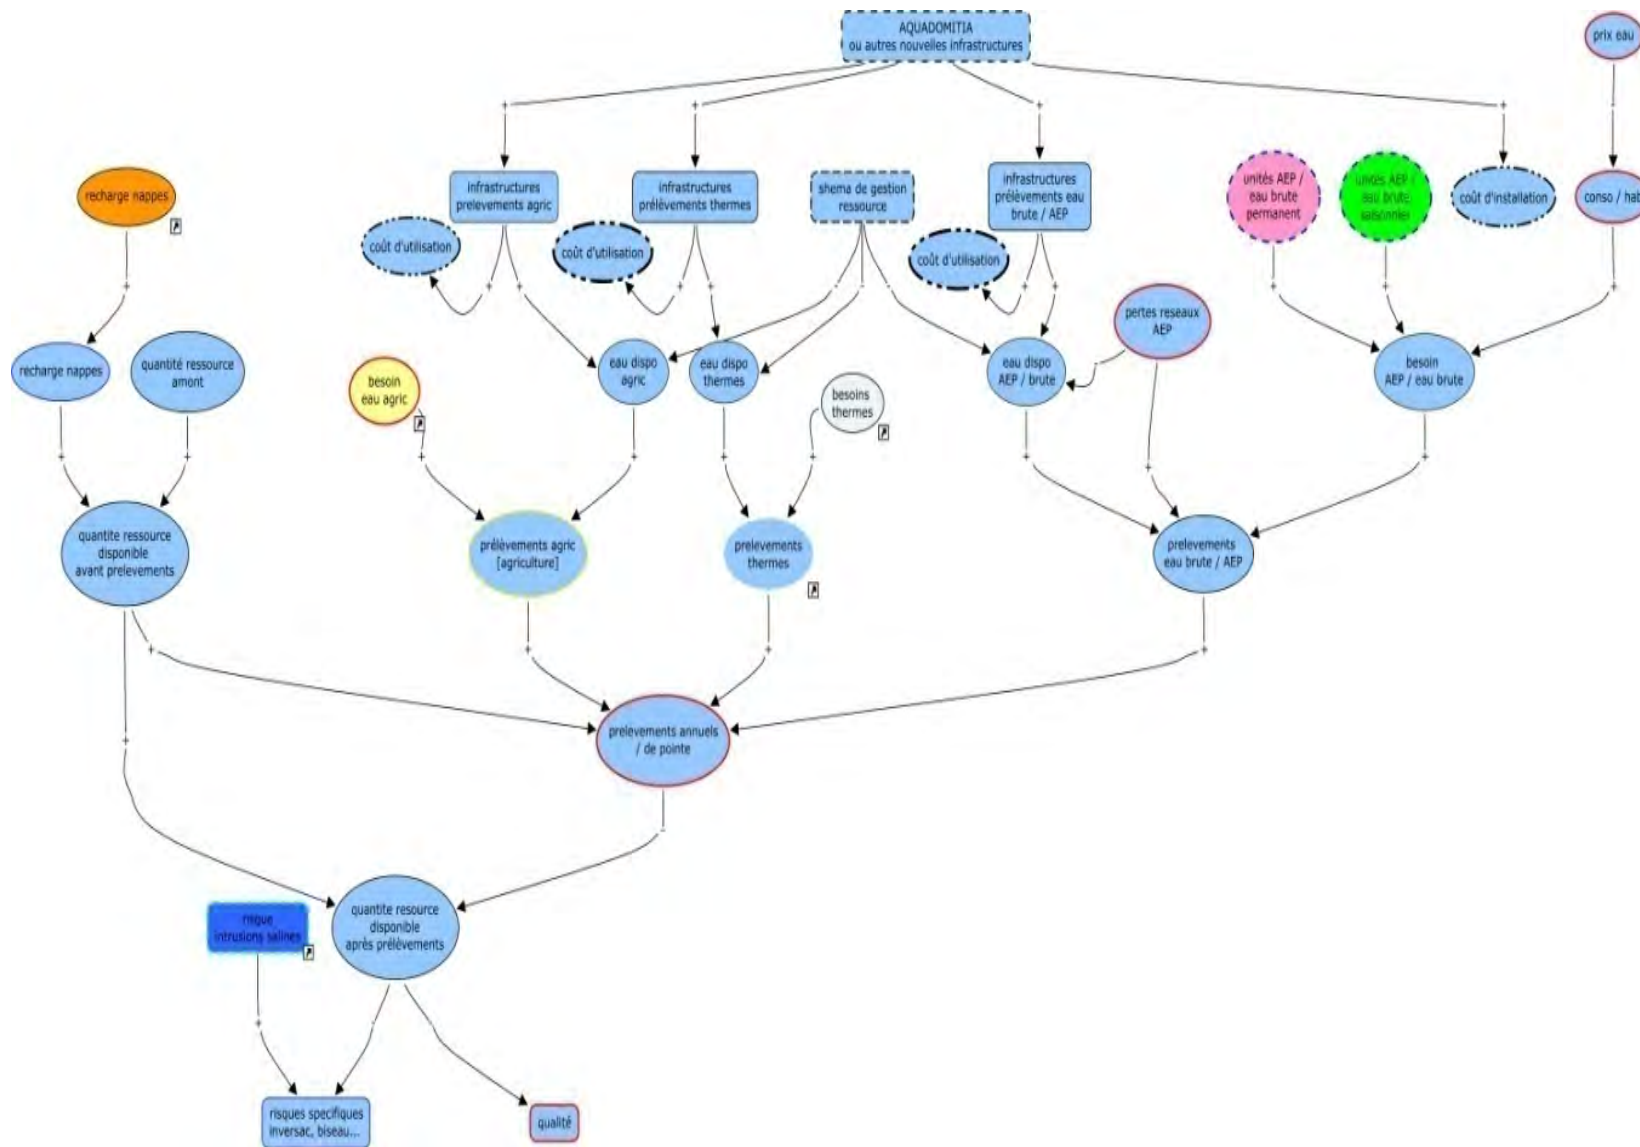 AQUADOMITIA
ou autres nouvelles infrastructures
prix eau
+
+
+
+
-
recharge nappes
infrastructures
prelevements agric
infrastructures
prélèvements thermes
shema de gestion
ressource
infrastructures
prélèvements eau
brute / AEP
unités AEP /
eau brute
permanent
unités AEP /
eau brute
saisonnier
coût d'installation
conso / hab
coût d'utilisation
coût d'utilisation
coût d'utilisation
+
+
+
+
+
-
-
-
+
+
+
+
+
pertes reseaux
AEP
recharge nappes
quantité ressource
amont
besoin
eau agric
eau dispo
agric
eau dispo
thermes
besoins
thermes
eau dispo
AEP / brute
-
besoin
AEP / eau brute
+
+
+
+
+
+
+
+
+
quantite ressource
disponible
avant prelevements
prélèvements agric
[agriculture]
prelevements
thermes
prelevements
eau brute / AEP
+
+
+
+
prelevements annuels
/ de pointe
+
-
risque
intrusions salines
quantite resource
disponible
après prélèvements
+
-
-
risques specifiques
inversac, biseau...
qualité